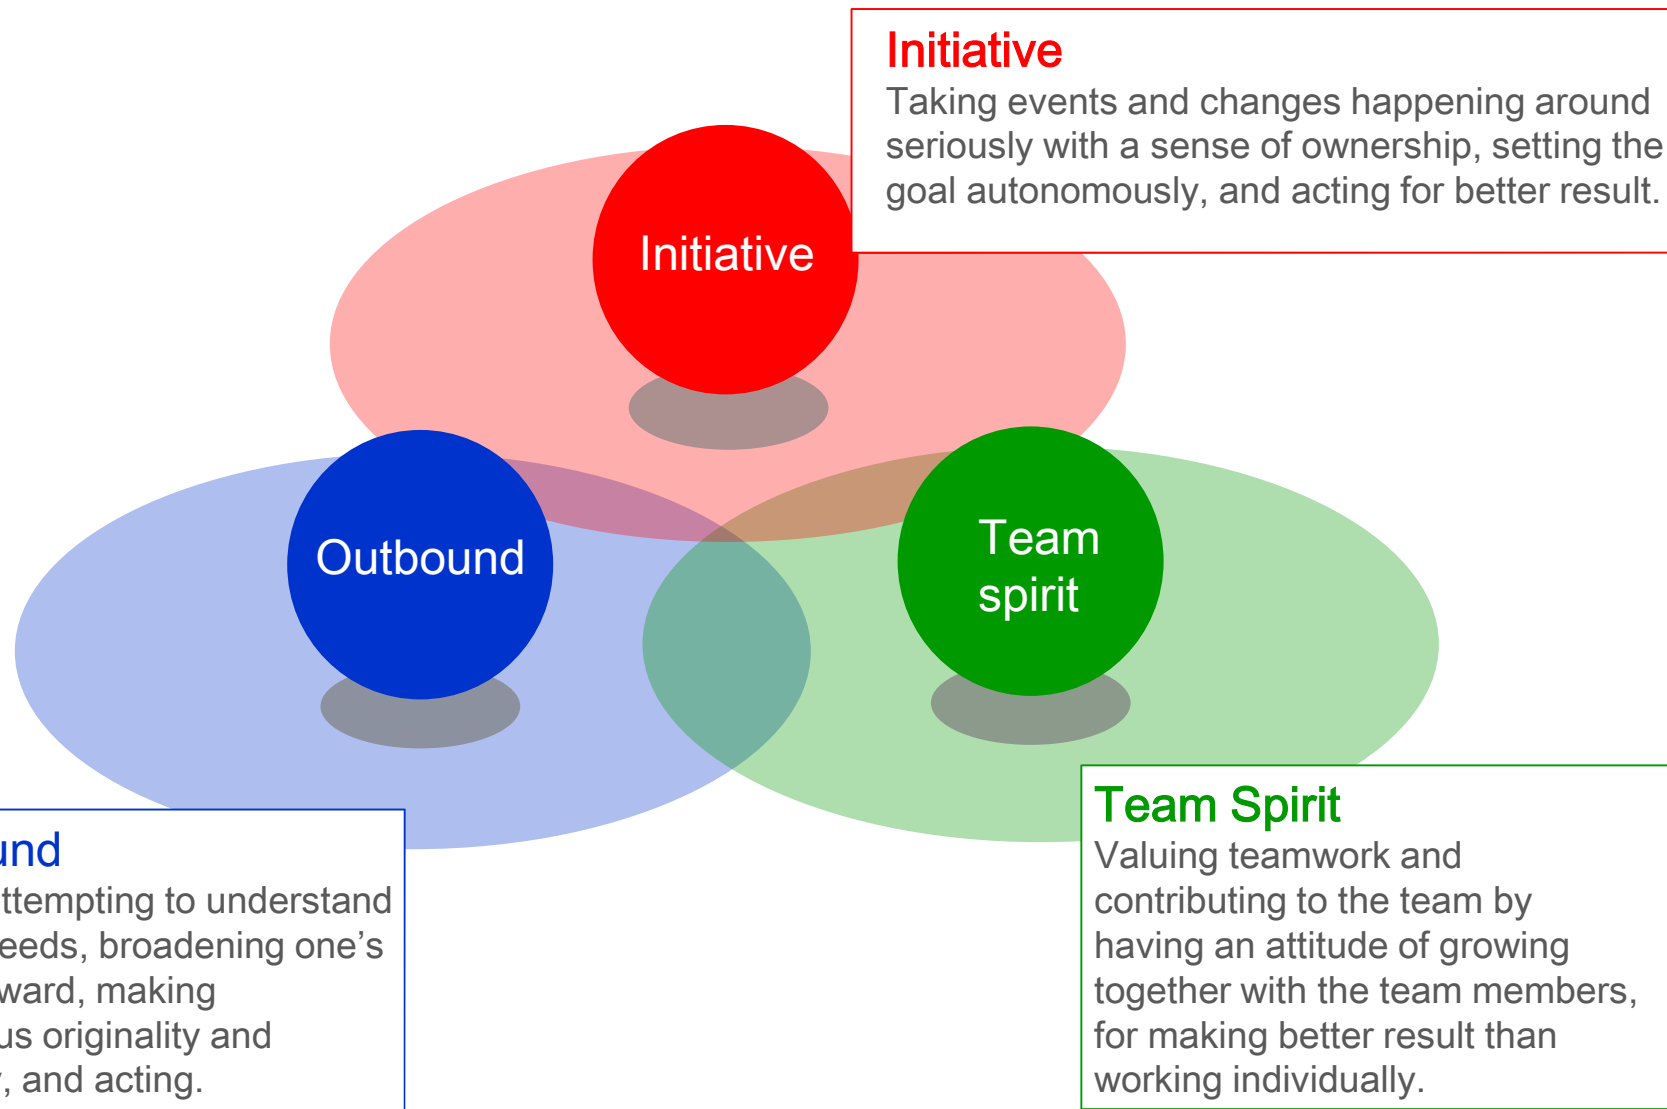 Initiative
Taking events and changes happening around
seriously with a sense of ownership, setting the
goal autonomously, and acting for better result.
Initiative
Outbound
Team
spirit
und
ttempting to understand
eeds, broadening one’s
ward, making
us originality and
, and acting.
Team Spirit
Valuing teamwork and
contributing to the team by
having an attitude of growing
together with the team members,
for making better result than
working individually.